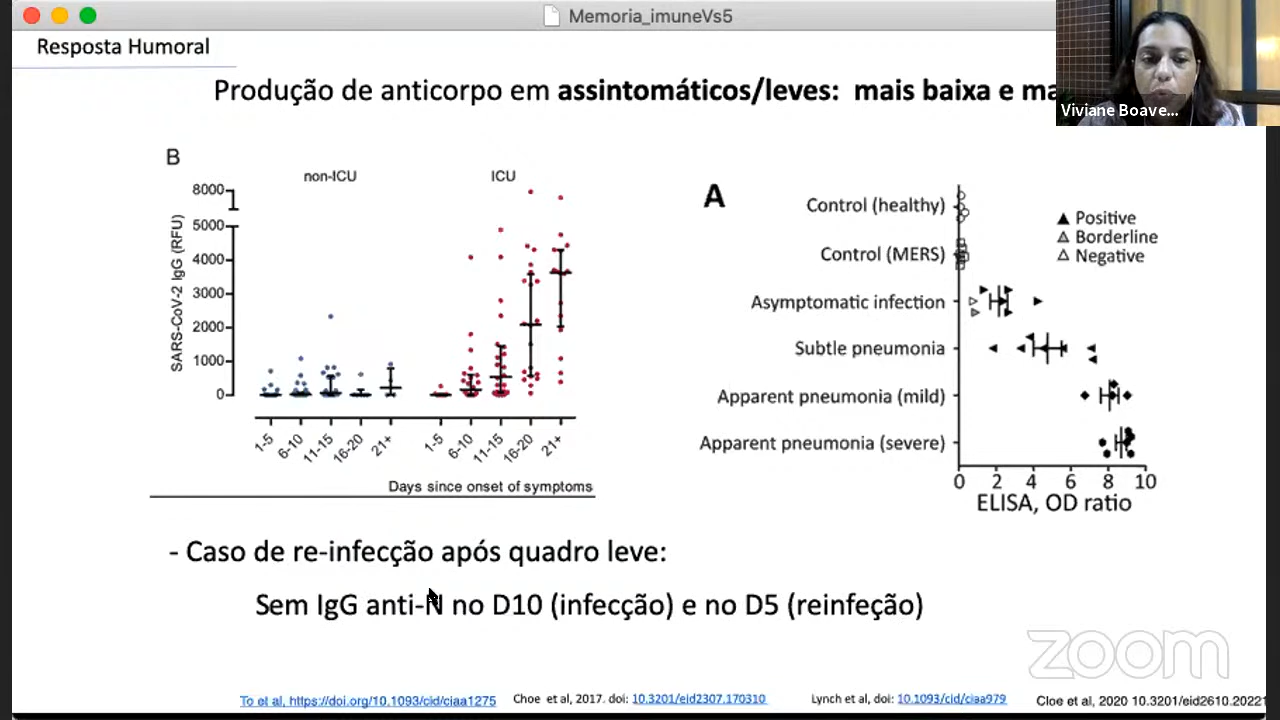 Memoria_imuneVs5
Resposta Humoral
Produção de anticorpo em assintomáticos/leves: mais baixa e ma
Viviane Boave...
B
non-ICU
ICU
SARS-CoV-2 IgG (RFU)
8000
5000
4000
3000
2000
1000
0
1-5
6-10
11-15
16-20
21+
1-5
6-10
11-15
16-20
21+
Days since onset of symptoms
A
Control (healthy)
Control (MERS)
Asymptomatic infection
Subtle pneumonia
Apparent pneumonia (mild)
Apparent pneumonia (severe)
Positive
Borderline
Negative
0 2 4 6 8 10
ELISA, OD ratio
- Caso de re-infecção após quadro leve:
Sem IgG anti-N no D10 (infecção) e no D5 (reinfeção)
zoom
To et al, https://doi.org/10.1093/cid/ciaa1275
Choe et al, 2017. doi: 10.3201/eid2307.170310
Lynch et al, doi: 10.1093/cid/ciaa979
Cloe et al, 2020 10.3201/eid2610.20221